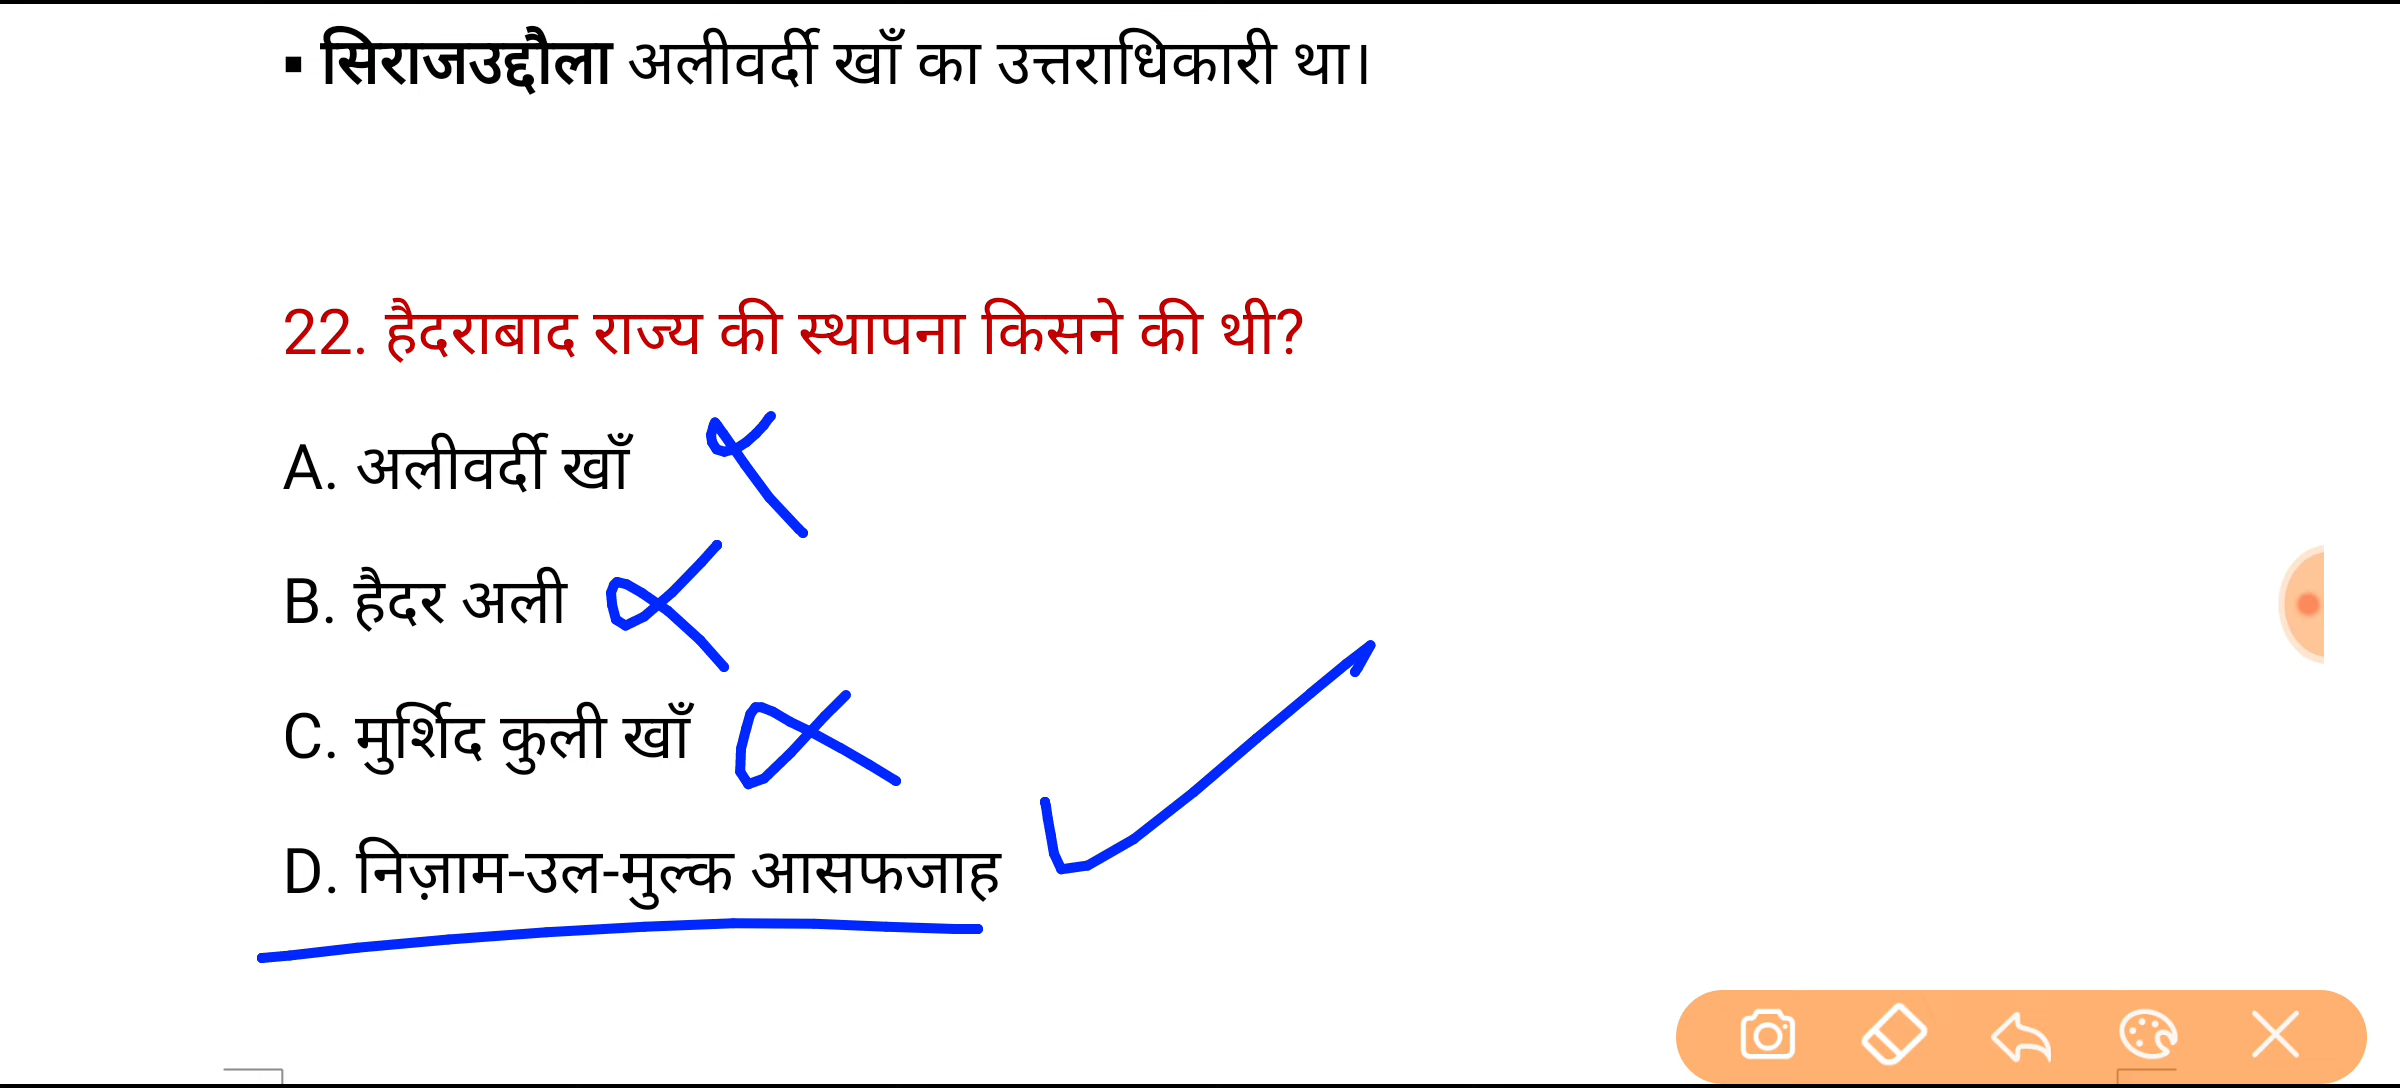 ▪ सिराजउद्दौला अलीवर्दी खाँ का उत्तराधिकारी था।
22. हैदराबाद राज्य की स्थापना किसने की थी?
A. अलीवर्दी खाँ
B. हैदर अली
C. मुर्शिद कुली खाँ
D. निज़ाम-उल-मुल्क आसफजाह